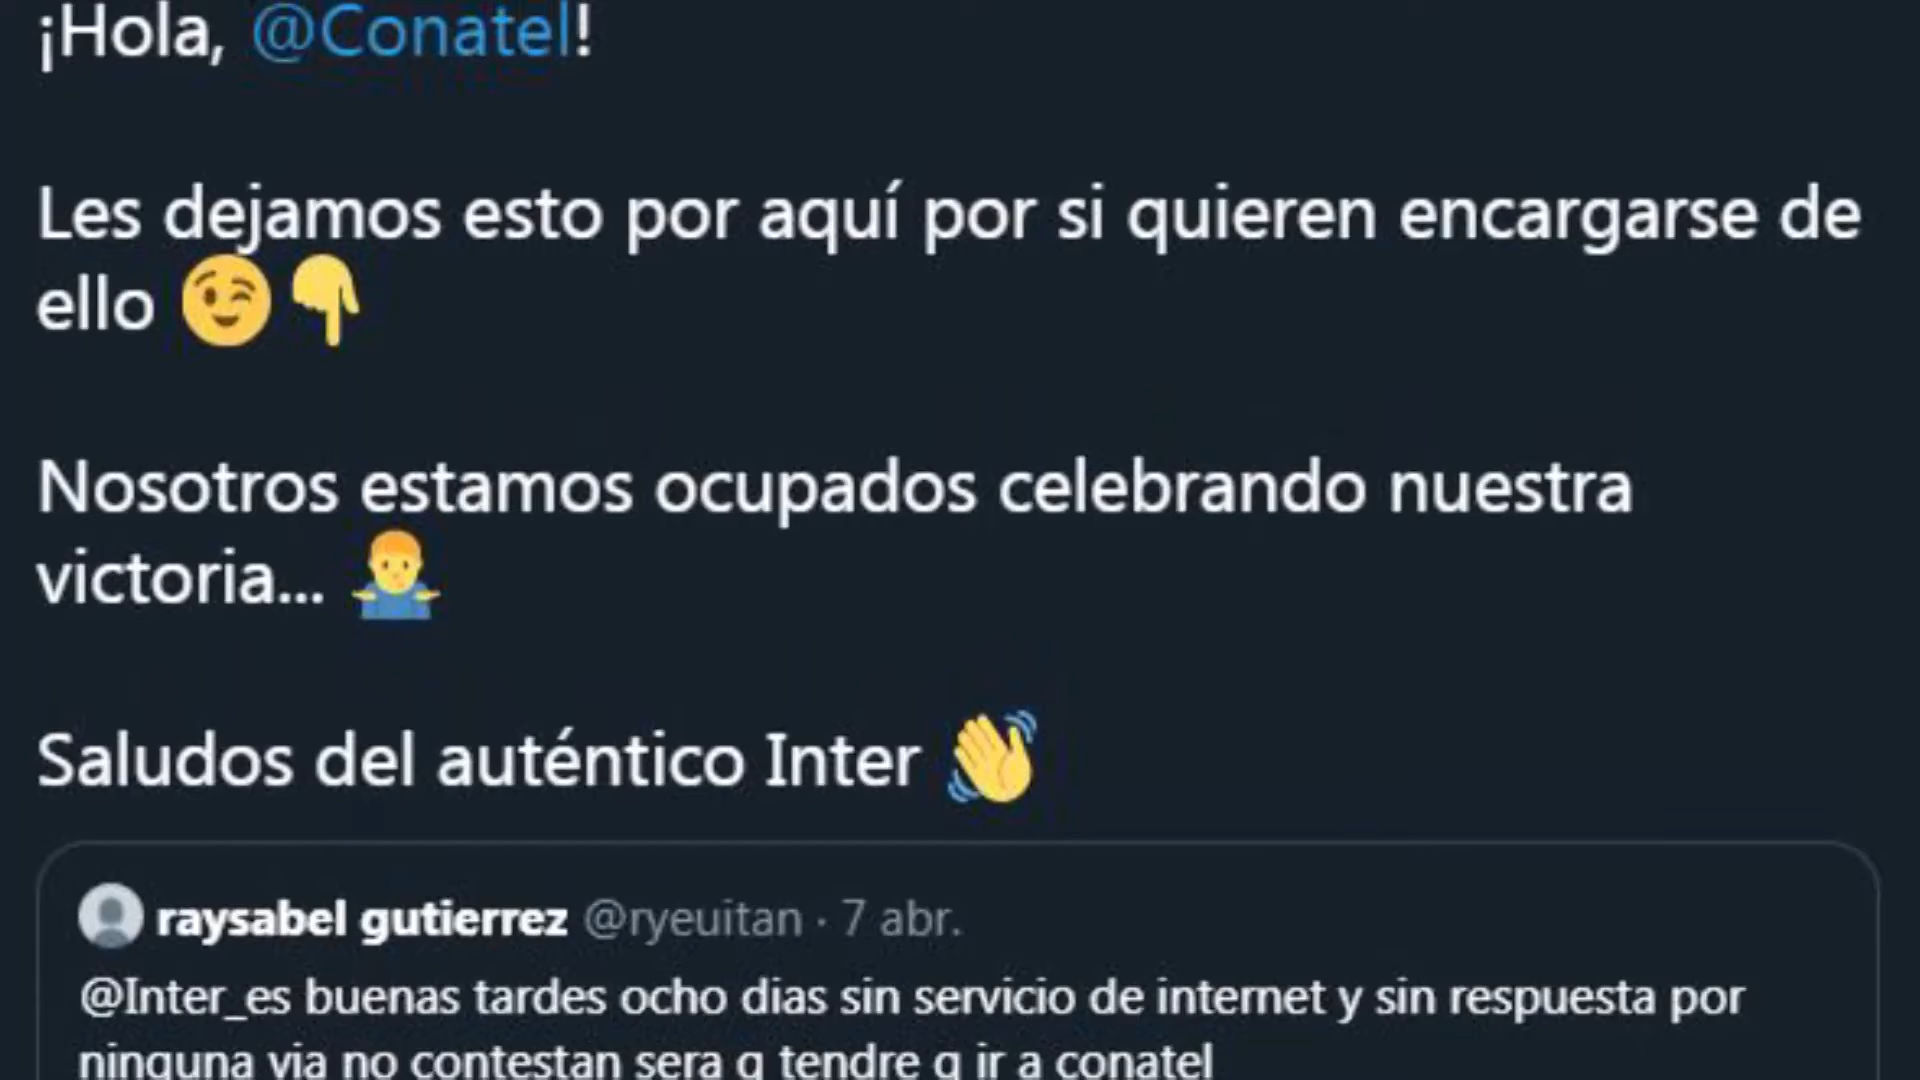 ¡Hola, @Conatel!
Les dejamos esto por aquí por si quieren encargarse de
ello 😉👇
Nosotros estamos ocupados celebrando nuestra
victoria... 🤷‍♂️
Saludos del auténtico Inter 👋
raysabel gutierrez @ryeuitan · 7 abr.
@Inter_es buenas tardes ocho dias sin servicio de internet y sin respuesta por
ninguna via no contestan sera q tendre q ir a conatel